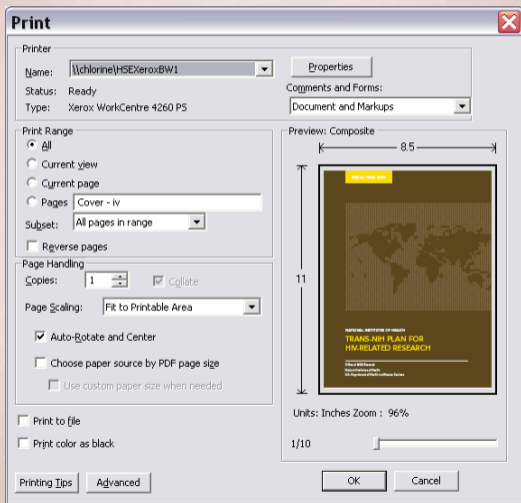 Print
Printer
Name: \\chlorine\HSEXeroxBW1
Properties
Status: Ready
Comments and Forms:
Type: Xerox WorkCentre 4260 PS
Document and Markups
Print Range
All
Current view
Current page
Pages Cover - iv
Subset: All pages in range
Reverse pages
Page Handling
Copies: 1
Collate
Page Scaling: Fit to Printable Area
Auto-Rotate and Center
Choose paper source by PDF page size
Use custom paper size when needed
Print to file
Print color as black
Printing Tips
Advanced
Preview: Composite
8.5
11
NATIONAL INSTITUTES OF HEALTH
TRANS-NIH PLAN FOR
HIV-RELATED RESEARCH
Units: Inches Zoom : 96%
1/10
OK
Cancel